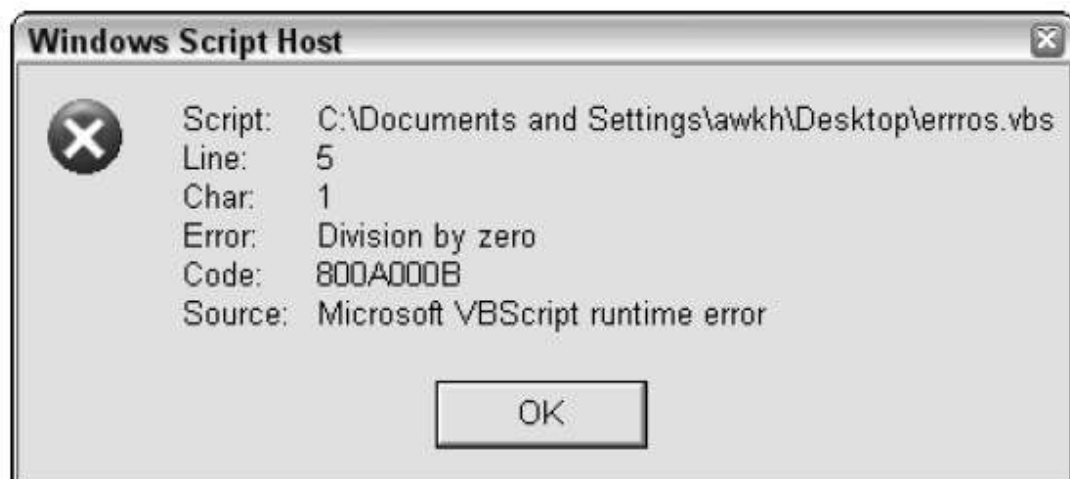 Windows Script Host
Script: C:\Documents and Settings\awkh\Desktop\errros.vbs
Line: 5
Char: 1
Error: Division by zero
Code: 800A000B
Source: Microsoft VBScript runtime error
OK